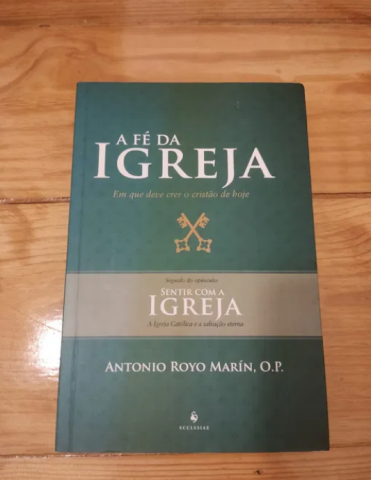 A FÉ DA
IGREJA
Em que deve crer o cristão de hoje
Seguido do opúsculo
SENTIR COM A
IGREJA
A Igreja Católica e a salvação eterna
ANTONIO ROYO MARÍN, O.P.
ECCLESIAE